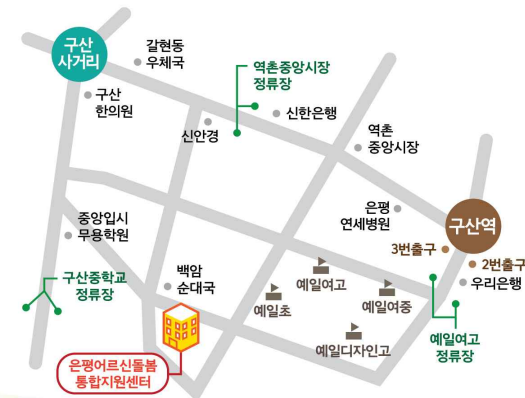 구산
사거리
갈현동
우체국
구산
한의원
역촌중앙시장
정류장
신한은행
신안경
역촌
중앙시장
은평
연세병원
구산역
3번출구
2번출구
우리은행
중앙입시
무용학원
구산중학교
정류장
백암
순대국
예일여고
예일여중
예일초
예일디자인고
예일여고
정류장
은평어르신돌봄
통합지원센터